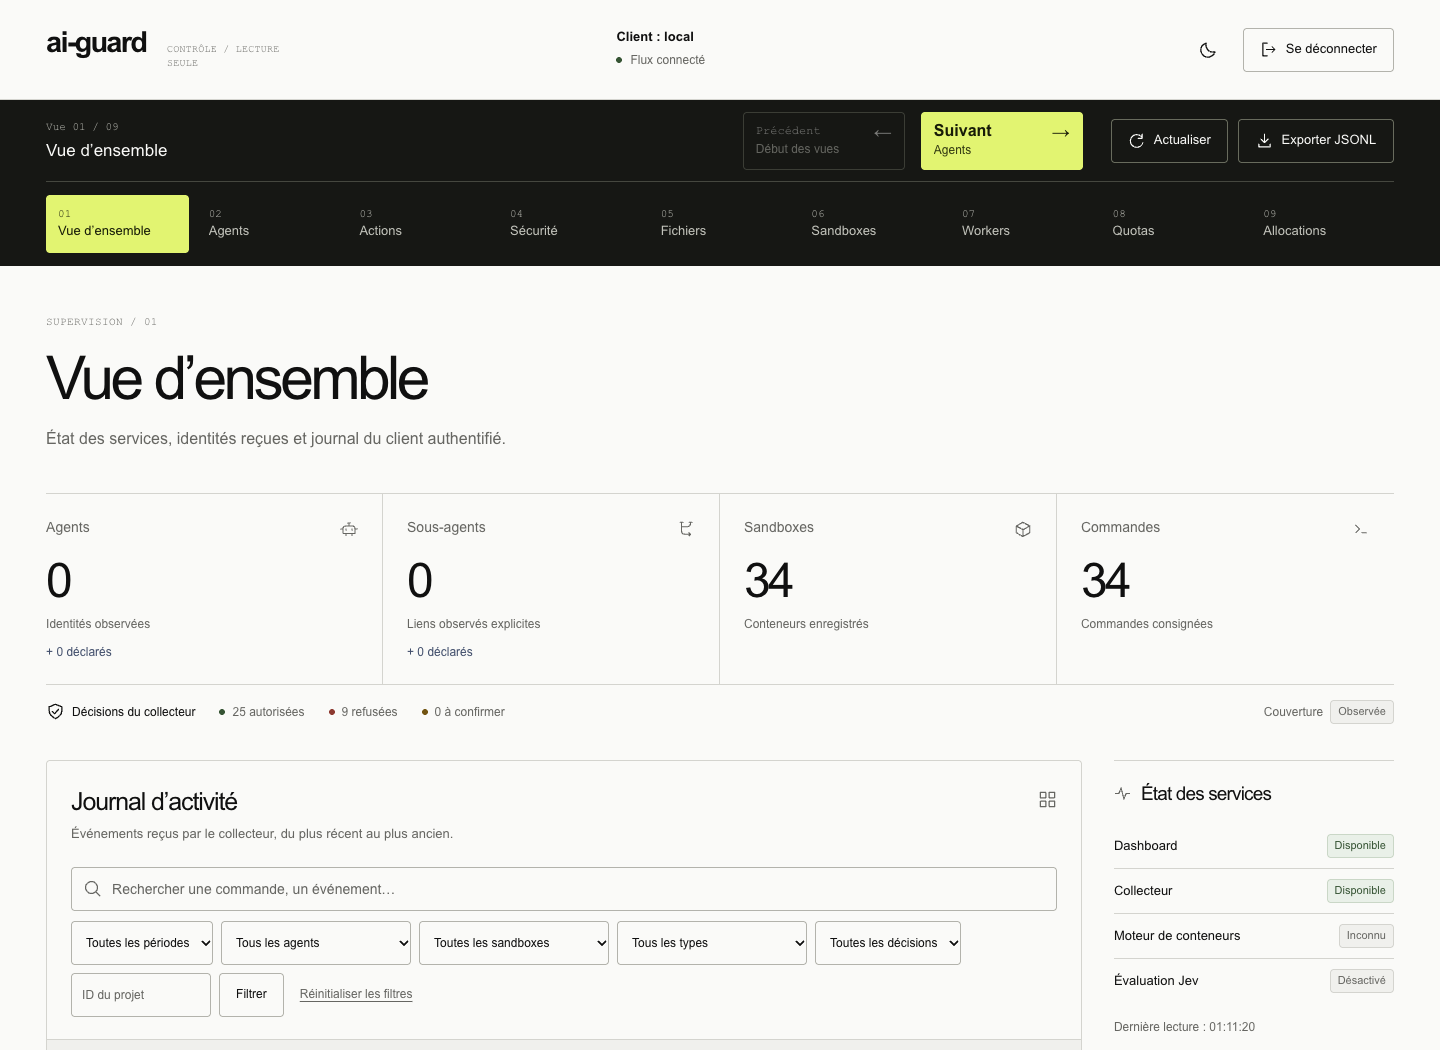 ai-guard
CONTRÔLE / LECTURE
SEULE
Client : local
Flux connecté
Se déconnecter
Vue 01 / 09
Vue d’ensemble
Précédent
Début des vues
Suivant
Agents
Actualiser
Exporter JSONL
01
Vue d’ensemble
02
Agents
03
Actions
04
Sécurité
05
Fichiers
06
Sandboxes
07
Workers
08
Quotas
09
Allocations
SUPERVISION / 01
Vue d’ensemble
État des services, identités reçues et journal du client authentifié.
Agents
0
Identités observées
+ 0 déclarés
Sous-agents
0
Liens observés explicites
+ 0 déclarés
Sandboxes
34
Conteneurs enregistrés
Commandes
34
Commandes consignées
Décisions du collecteur
25 autorisées
9 refusées
0 à confirmer
Couverture
Observée
Journal d’activité
Événements reçus par le collecteur, du plus récent au plus ancien.
Rechercher une commande, un événement…
Toutes les périodes
Tous les agents
Toutes les sandboxes
Tous les types
Toutes les décisions
ID du projet
Filtrer
Réinitialiser les filtres
État des services
Dashboard
Disponible
Collecteur
Disponible
Moteur de conteneurs
Inconnu
Évaluation Jev
Désactivé
Dernière lecture : 01:11:20